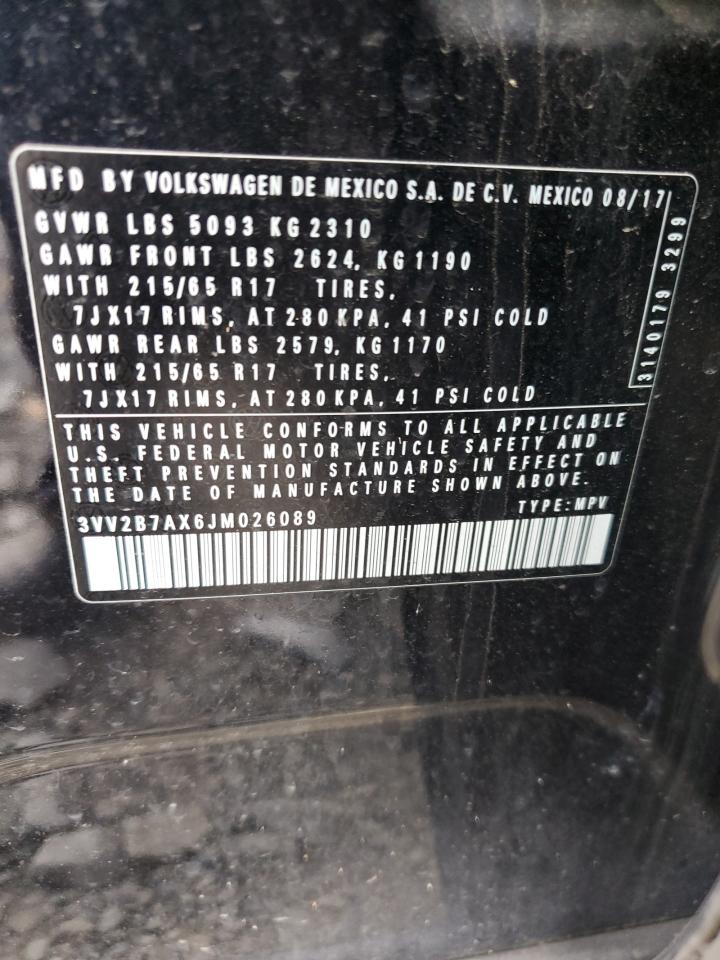 MFD BY VOLKSWAGEN DE MEXICO S.A. DE C.V. MEXICO 08/17
GVWR LBS 5093 KG 2310
GAWR FRONT LBS 2624, KG 1190
WITH 215/65 R17 TIRES,
7JX17 RIMS, AT 280 KPA, 41 PSI COLD
GAWR REAR LBS 2579, KG 1170
WITH 215/65 R17 TIRES,
7JX17 RIMS, AT 280 KPA, 41 PSI COLD
3140179 3299
THIS VEHICLE CONFORMS TO ALL APPLICABLE
U.S. FEDERAL MOTOR VEHICLE SAFETY AND
THEFT PREVENTION STANDARDS IN EFFECT ON
THE DATE OF MANUFACTURE SHOWN ABOVE.
3VV2B7AX6JM026089 TYPE: MPV